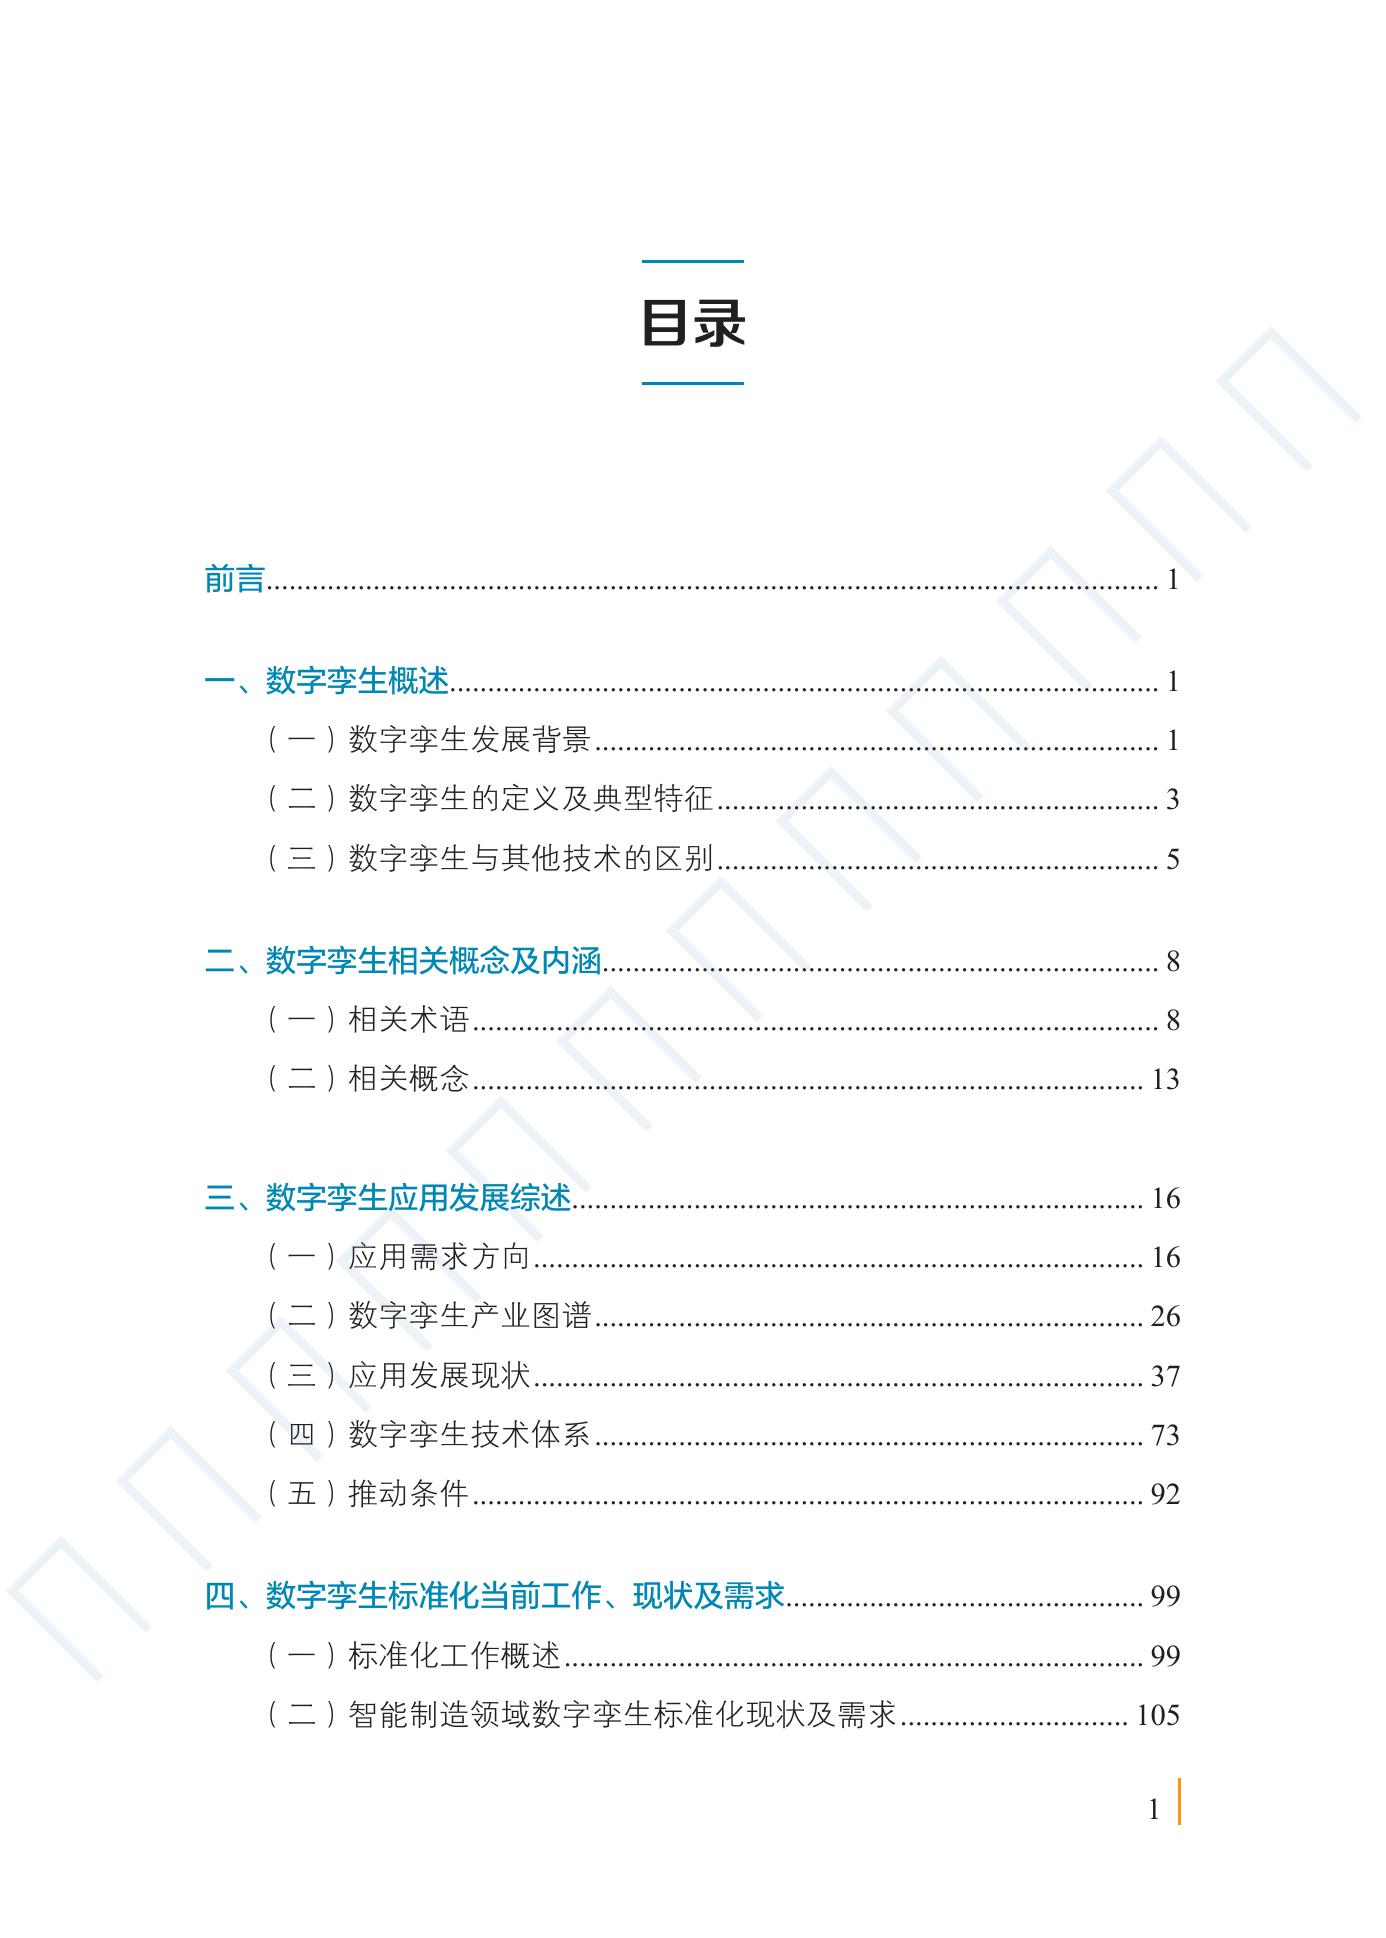 目录
前言........................................ 1
一、数字孪生概述........................................ 1
（一）数字孪生发展背景........................................ 1
（二）数字孪生的定义及典型特征........................................ 3
（三）数字孪生与其他技术的区别........................................ 5
二、数字孪生相关概念及内涵........................................ 8
（一）相关术语........................................ 8
（二）相关概念........................................ 13
三、数字孪生应用发展综述........................................ 16
（一）应用需求方向........................................ 16
（二）数字孪生产业图谱........................................ 26
（三）应用发展现状........................................ 37
（四）数字孪生技术体系........................................ 73
（五）推动条件........................................ 92
四、数字孪生标准化当前工作、现状及需求........................................ 99
（一）标准化工作概述........................................ 99
（二）智能制造领域数字孪生标准化现状及需求.............................. 105
1